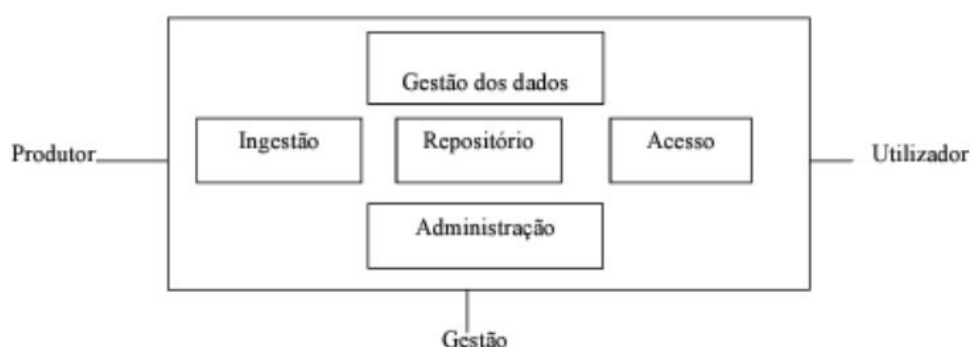 Gestão dos dados
Produtor
Ingestão
Repositório
Acesso
Utilizador
Administração
Gestão